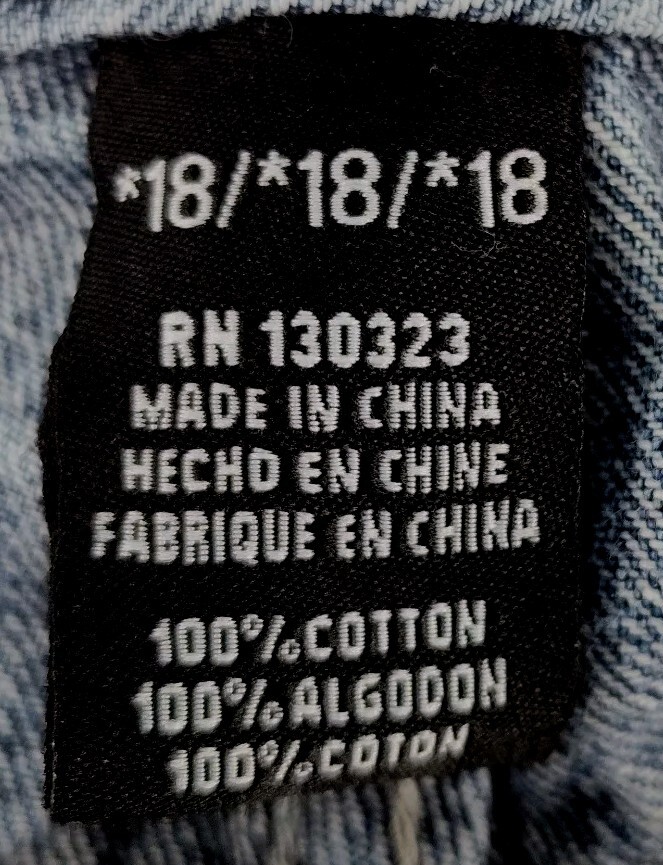 *18/*18/*18
RN 130323
MADE IN CHINA
HECHO EN CHINE
FABRIQUE EN CHINA
100% COTTON
100% ALGODON
100% COTON